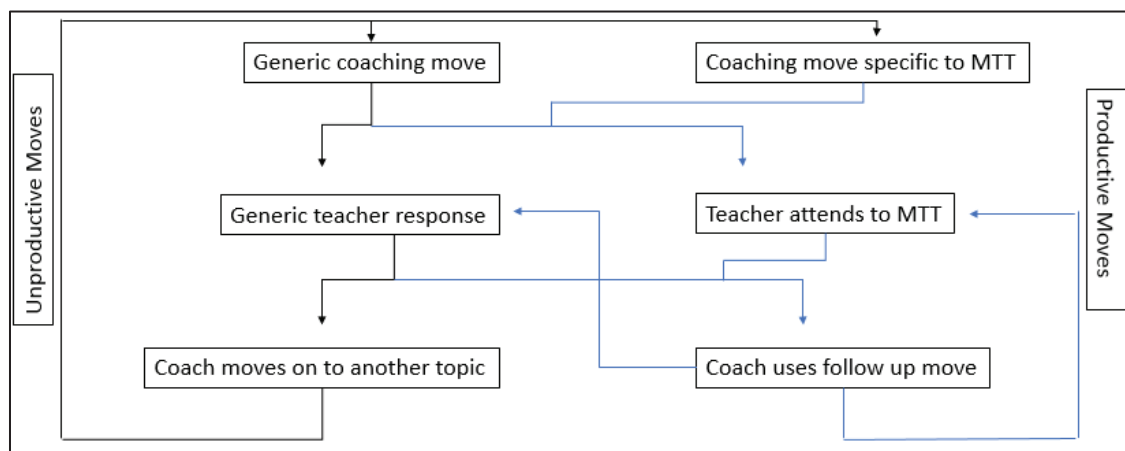 Generic coaching move
Coaching move specific to MTT
Unproductive Moves
Productive Moves
Generic teacher response
Teacher attends to MTT
Coach moves on to another topic
Coach uses follow up move